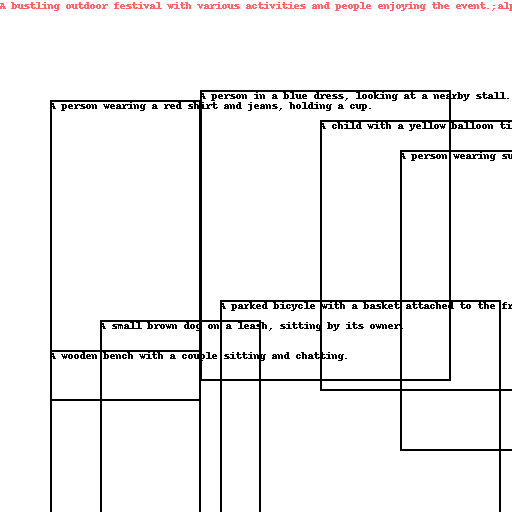 A bustling outdoor festival with various activities and people enjoying the event.;alp
A person in a blue dress, looking at a nearby stall.
A person wearing a red shirt and jeans, holding a cup.
A child with a yellow balloon ti
A person wearing su
A parked bicycle with a basket attached to the fr
A small brown dog on a leash, sitting by its owner.
A wooden bench with a couple sitting and chatting.